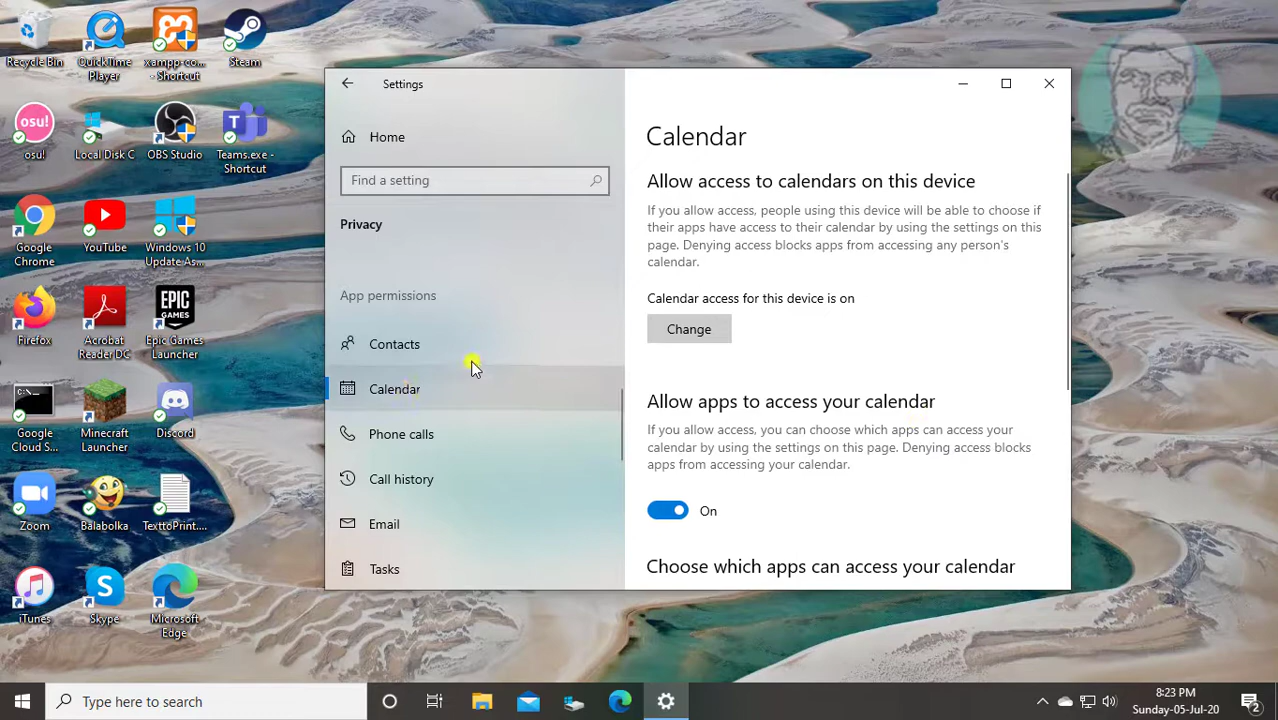 Recycle Bin
QuickTime
Player
xampp-co...
- Shortcut
Steam
osu!
osu!
Local Disk C
OBS Studio
Teams.exe -
Shortcut
Google
Chrome
YouTube
Windows 10
Update As...
Firefox
Acrobat
Reader DC
EPIC
GAMES
Epic Games
Launcher
Google
Cloud S...
Minecraft
Launcher
Discord
Zoom
Balabolka
TexttoPrint....
iTunes
Skype
Microsoft
Edge
Settings
Home
Find a setting
Privacy
App permissions
Contacts
Calendar
Phone calls
Call history
Email
Tasks
Calendar
Allow access to calendars on this device
If you allow access, people using this device will be able to choose if
their apps have access to their calendar by using the settings on this
page. Denying access blocks apps from accessing any person's
calendar.
Calendar access for this device is on
Change
Allow apps to access your calendar
If you allow access, you can choose which apps can access your
calendar by using the settings on this page. Denying access blocks
apps from accessing your calendar.
On
Choose which apps can access your calendar
Type here to search
8:23 PM
Sunday-05-Jul-20
2